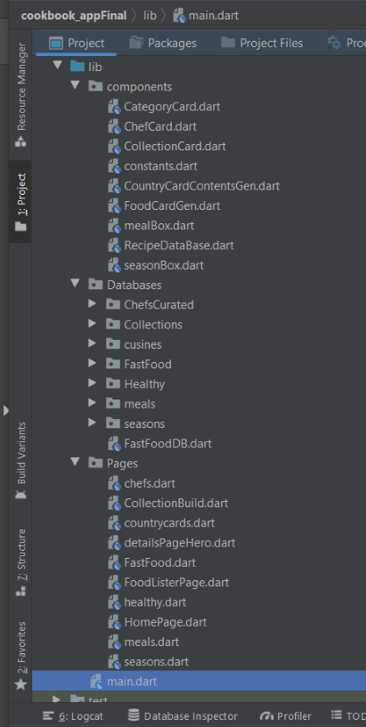 cookbook_appFinal 〉 lib 〉 main.dart
Project Packages Project Files Pro
lib
components
CategoryCard.dart
ChefCard.dart
CollectionCard.dart
constants.dart
CountryCardContentsGen.dart
FoodCardGen.dart
mealBox.dart
RecipeDataBase.dart
seasonBox.dart
Databases
ChefsCurated
Collections
cusines
FastFood
Healthy
meals
seasons
FastFoodDB.dart
Pages
chefs.dart
CollectionBuild.dart
countrycards.dart
detailsPageHero.dart
FastFood.dart
FoodListerPage.dart
healthy.dart
HomePage.dart
meals.dart
seasons.dart
main.dart
test
Resource Manager
1: Project
Build Variants
7: Structure
2: Favorites
6: Logcat Database Inspector Profiler TOD